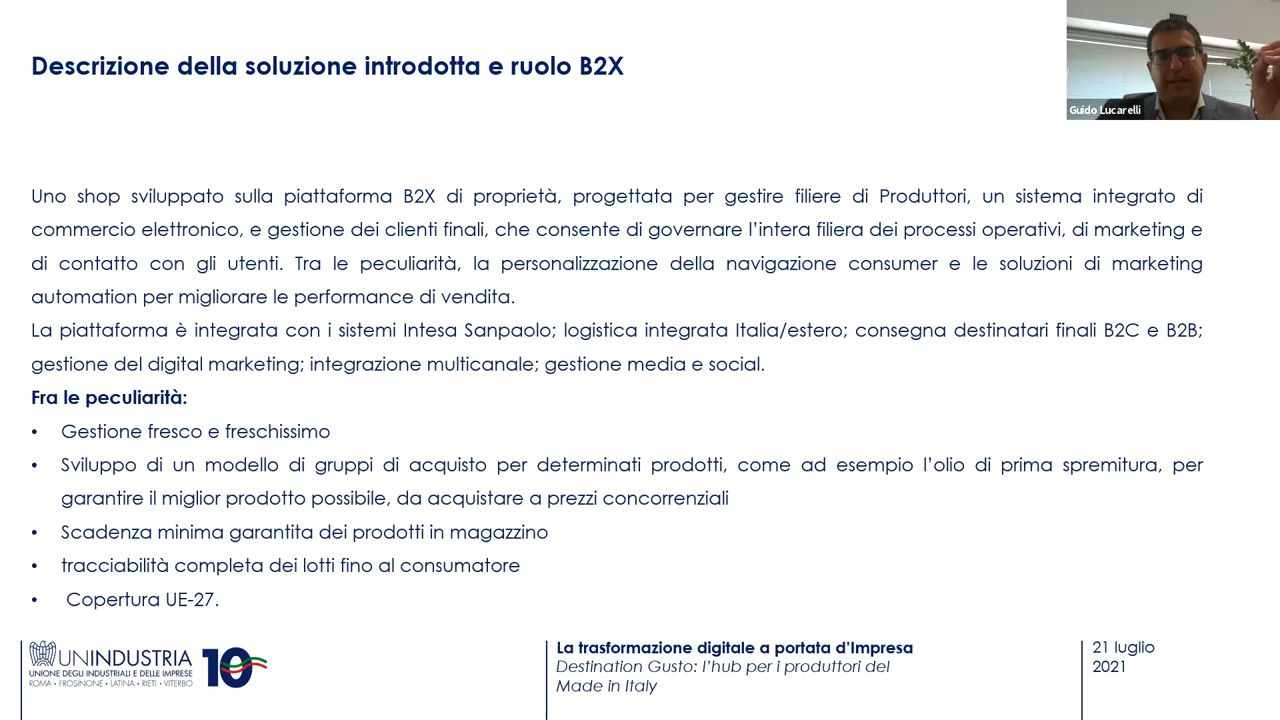 Descrizione della soluzione introdotta e ruolo B2X
Guido Lucarelli
Uno shop sviluppato sulla piattaforma B2X di proprietà, progettata per gestire filiere di Produttori, un sistema integrato di
commercio elettronico, e gestione dei clienti finali, che consente di governare l’intera filiera dei processi operativi, di marketing e
di contatto con gli utenti. Tra le peculiarità, la personalizzazione della navigazione consumer e le soluzioni di marketing
automation per migliorare le performance di vendita.
La piattaforma è integrata con i sistemi Intesa Sanpaolo; logistica integrata Italia/estero; consegna destinatari finali B2C e B2B;
gestione del digital marketing; integrazione multicanale; gestione media e social.
Fra le peculiarità:
• Gestione fresco e freschissimo
• Sviluppo di un modello di gruppi di acquisto per determinati prodotti, come ad esempio l’olio di prima spremitura, per
garantire il miglior prodotto possibile, da acquistare a prezzi concorrenziali
• Scadenza minima garantita dei prodotti in magazzino
• tracciabilità completa dei lotti fino al consumatore
• Copertura UE-27.
UNINDUSTRIA
UNIONE DEGLI INDUSTRIALI E DELLE IMPRESE
ROMA • FROSINONE • LATINA • RIETI • VITERBO
10
La trasformazione digitale a portata d’Impresa
Destination Gusto: l’hub per i produttori del
Made in Italy
21 luglio
2021